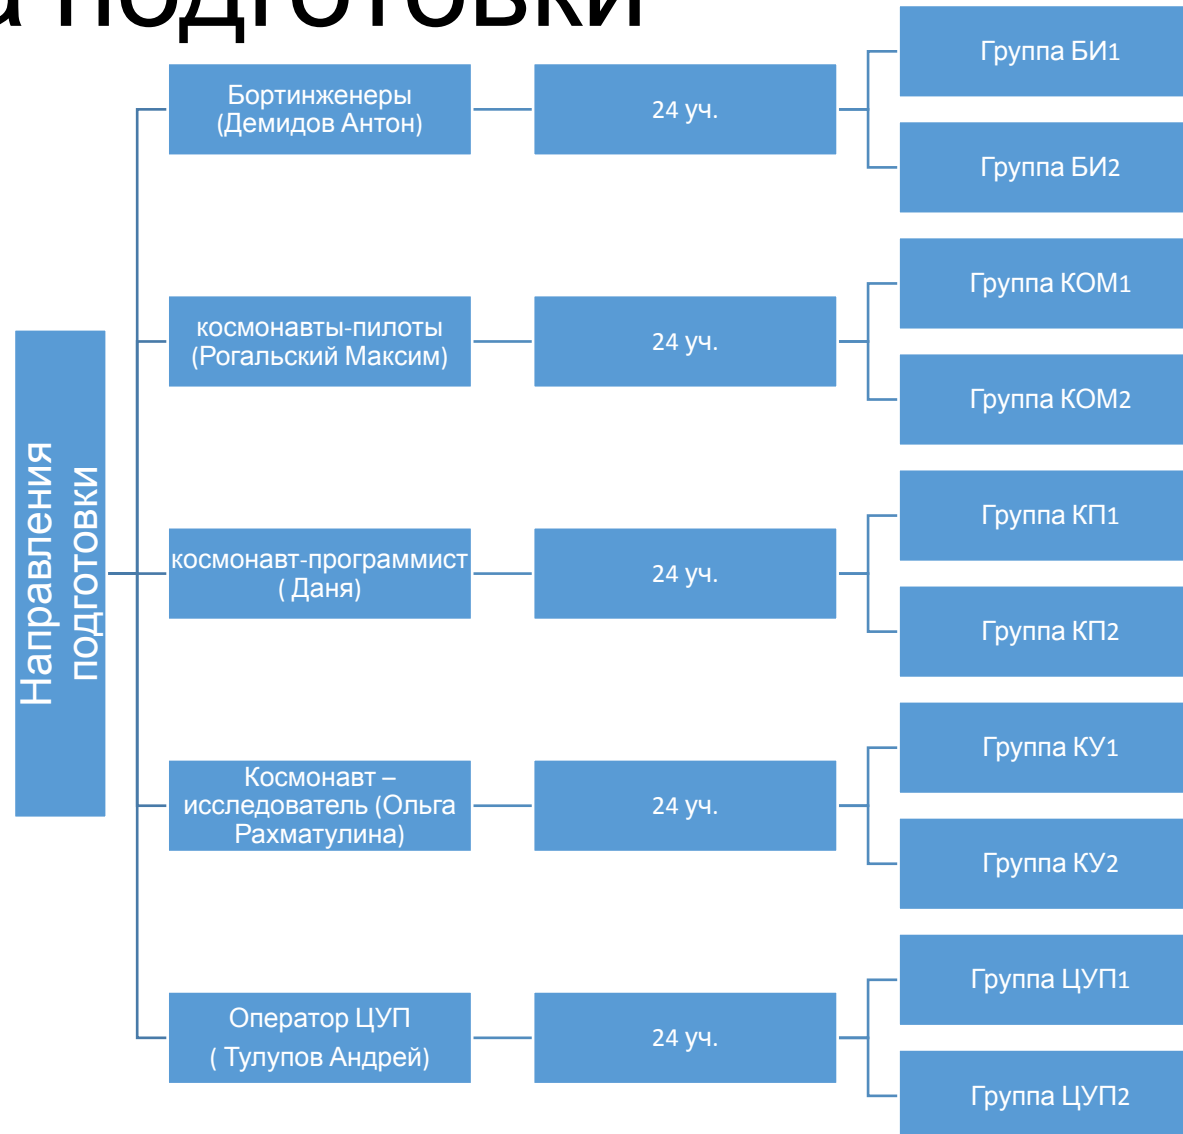 а подготовки
Направления
подготовки
Бортинженеры
(Демидов Антон)
24 уч.
Группа БИ1
Группа БИ2
космонавты-пилоты
(Рогальский Максим)
24 уч.
Группа КОМ1
Группа КОМ2
космонавт-программист
( Даня)
24 уч.
Группа КП1
Группа КП2
Космонавт –
исследователь (Ольга
Рахматулина)
24 уч.
Группа КУ1
Группа КУ2
Оператор ЦУП
( Тулупов Андрей)
24 уч.
Группа ЦУП1
Группа ЦУП2